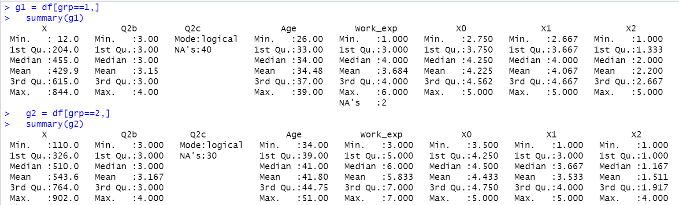 > g1 = df[grp==1,]
> summary(g1)
X Q2b Q2c Age Work_exp X0 X1 X2
Min. : 12.0 Min. :3.00 Mode:logical Min. :26.00 Min. :1.000 Min. :2.750 Min. :2.667 Min. :1.000
1st Qu.:204.0 1st Qu.:3.00 NA's:40 1st Qu.:33.00 1st Qu.:3.000 1st Qu.:3.750 1st Qu.:3.667 1st Qu.:1.333
Median :455.0 Median :3.00 Median :34.00 Median :4.000 Median :4.250 Median :4.000 Median :2.000
Mean :429.9 Mean :3.15 Mean :34.48 Mean :3.684 Mean :4.225 Mean :4.067 Mean :2.200
3rd Qu.:615.0 3rd Qu.:3.00 3rd Qu.:37.00 3rd Qu.:4.000 3rd Qu.:4.562 3rd Qu.:4.667 3rd Qu.:2.667
Max. :844.0 Max. :4.00 Max. :39.00 Max. :6.000 Max. :5.000 Max. :5.000 Max. :5.000
NA's :2
> g2 = df[grp==2,]
> summary(g2)
X Q2b Q2c Age Work_exp X0 X1 X2
Min. :110.0 Min. :3.000 Mode:logical Min. :34.00 Min. :3.000 Min. :3.500 Min. :1.000 Min. :1.000
1st Qu.:326.0 1st Qu.:3.000 NA's:30 1st Qu.:39.00 1st Qu.:5.000 1st Qu.:4.250 1st Qu.:3.000 1st Qu.:1.000
Median :510.0 Median :3.000 Median :41.00 Median :6.000 Median :4.500 Median :3.667 Median :1.167
Mean :543.6 Mean :3.167 Mean :41.80 Mean :5.833 Mean :4.433 Mean :3.533 Mean :1.511
3rd Qu.:764.0 3rd Qu.:3.000 3rd Qu.:44.75 3rd Qu.:7.000 3rd Qu.:4.750 3rd Qu.:4.000 3rd Qu.:1.917
Max. :902.0 Max. :4.000 Max. :51.00 Max. :7.000 Max. :5.000 Max. :5.000 Max. :4.000